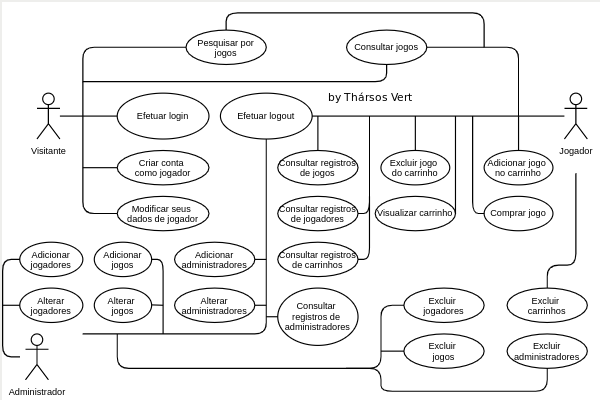 Pesquisar por
jogos
Consultar jogos
by Thársos Vert
Efetuar login
Efetuar logout
Visitante
Jogador
Criar conta
como jogador
Consultar registros
de jogos
Excluir jogo
do carrinho
Adicionar jogo
no carrinho
Modificar seus
dados de jogador
Consultar registros
de jogadores
Visualizar carrinho
Comprar jogo
Adicionar
jogadores
Adicionar
jogos
Adicionar
administradores
Consultar registros
de carrinhos
Alterar
jogadores
Alterar
jogos
Alterar
administradores
Consultar
registros de
administradores
Excluir
jogadores
Excluir
carrinhos
Excluir
jogos
Excluir
administradores
Administrador